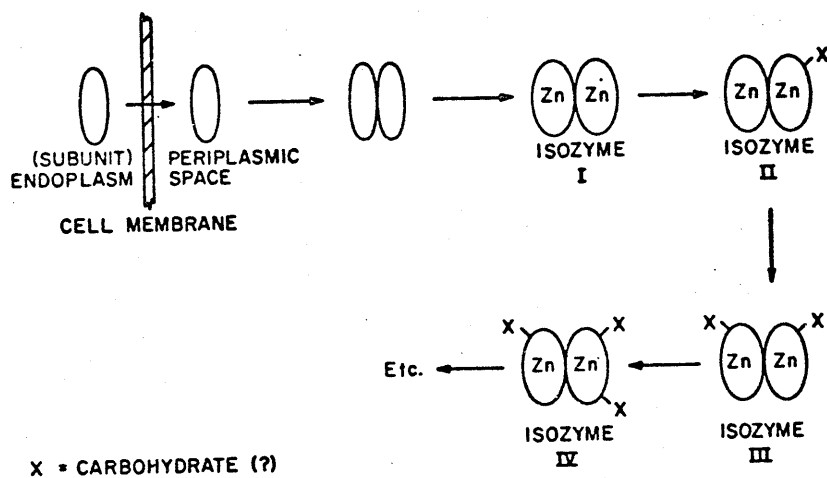 X
Zn Zn
Zn Zn
(SUBUNIT)
ENDOPLASM
PERIPLASMIC
SPACE
ISOZYME
I
ISOZYME
II
CELL MEMBRANE
X X
Zn Zn
X
X X
Zn Zn
Etc.
ISOZYME
IV
ISOZYME
III
X = CARBOHYDRATE (?)